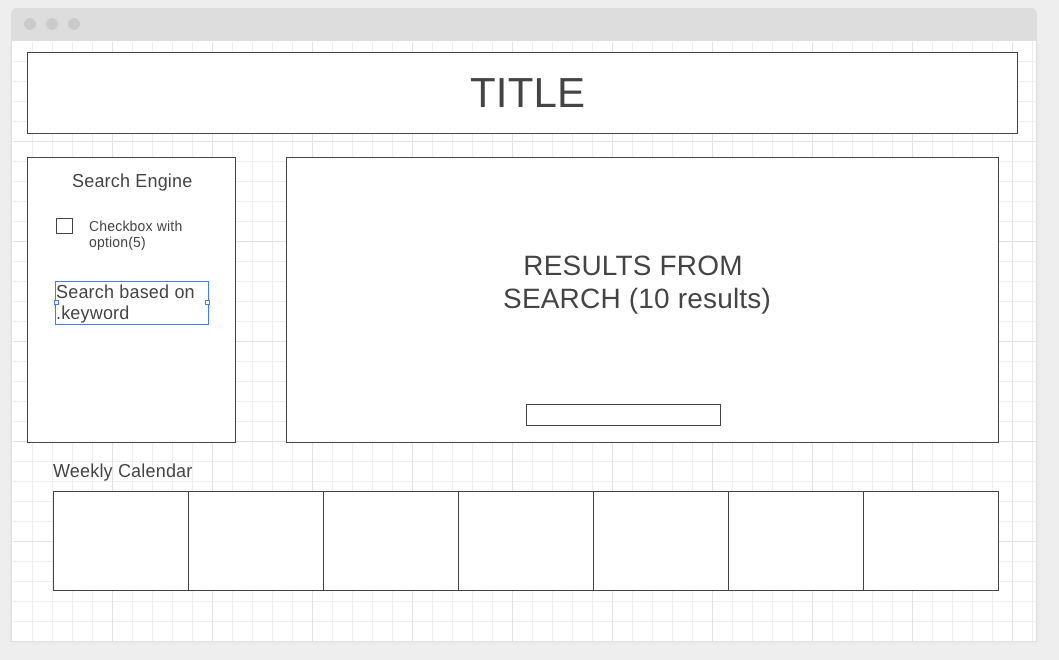 TITLE
Search Engine
Checkbox with
option(5)
Search based on
.keyword
RESULTS FROM
SEARCH (10 results)
Weekly Calendar